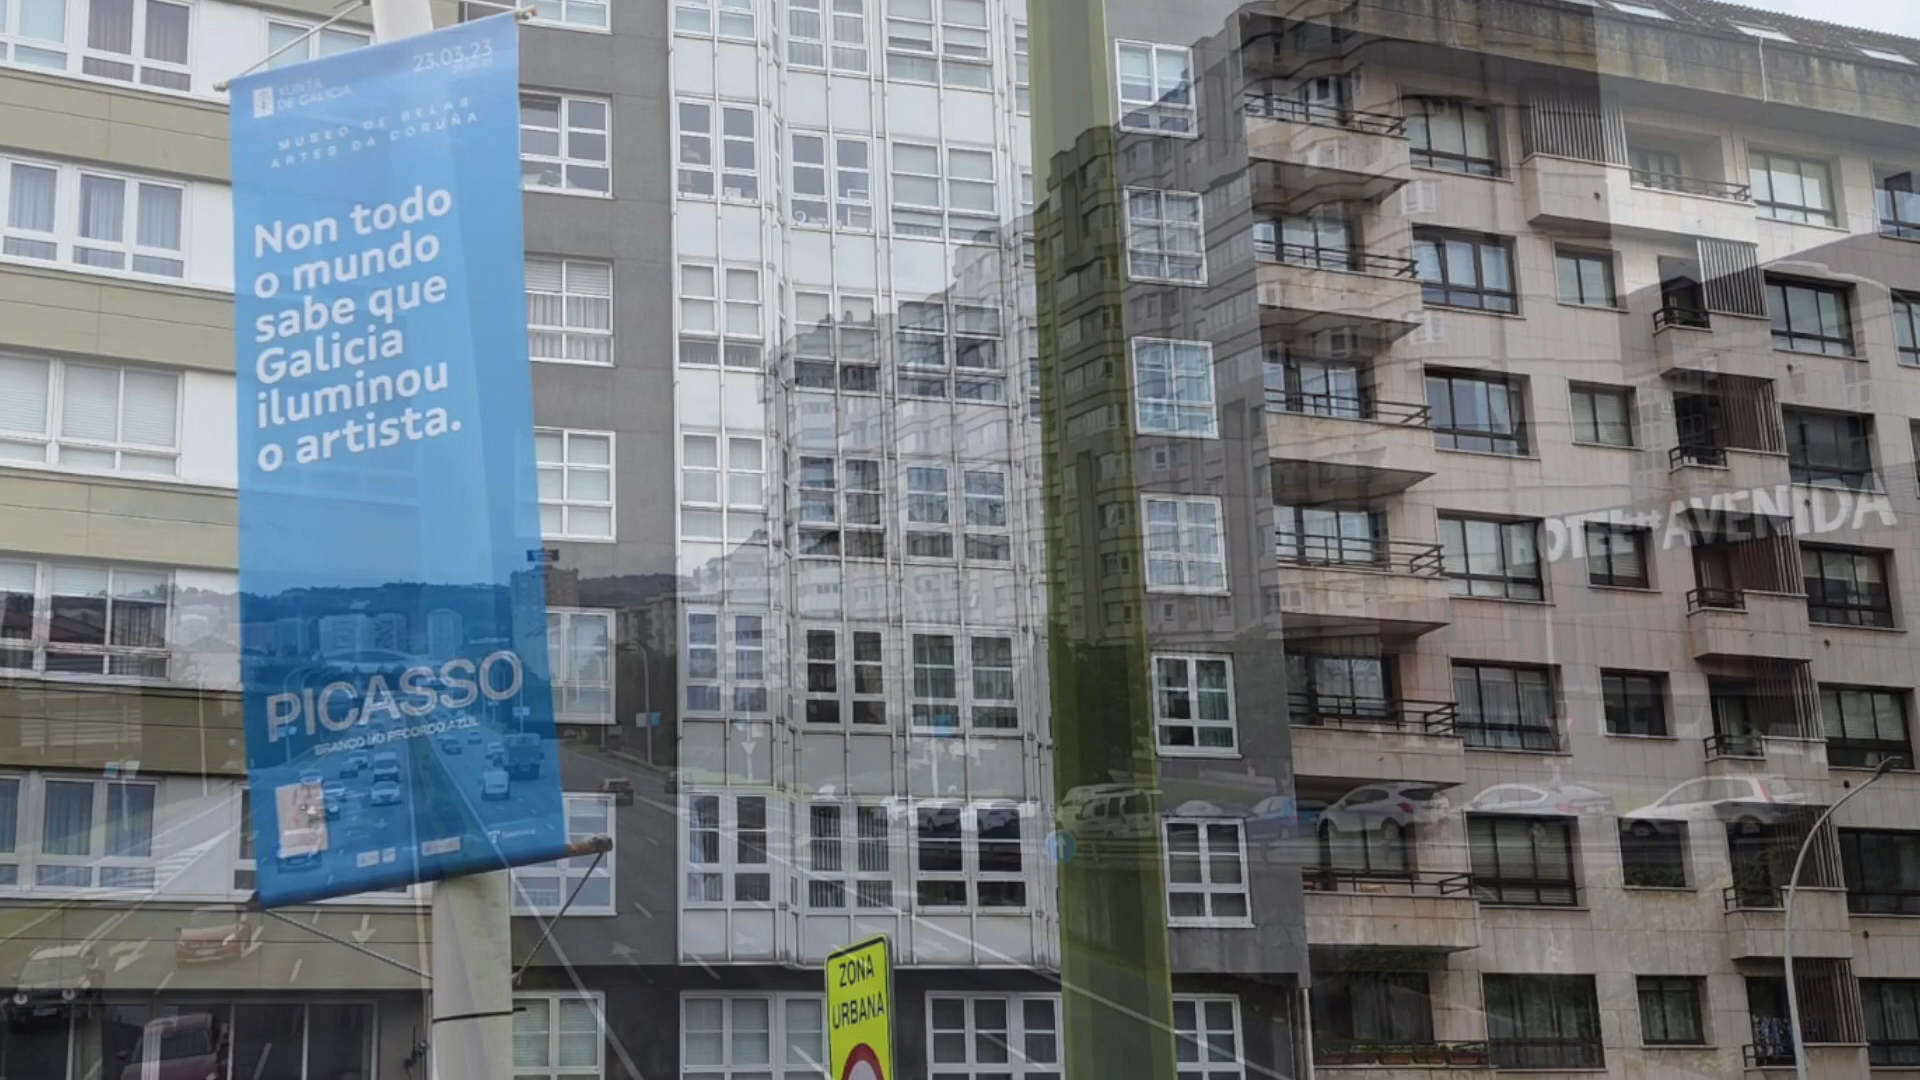 23.03.23
XUNTA
DE GALICIA
MUSEO DE BELAS
ARTES DA CORUÑA
Non todo
o mundo
sabe que
Galicia
iluminou
o artista.
PICASSO
BRANCO NO RECORDO AZUL
HOTEL AVENIDA
ZONA
URBANA